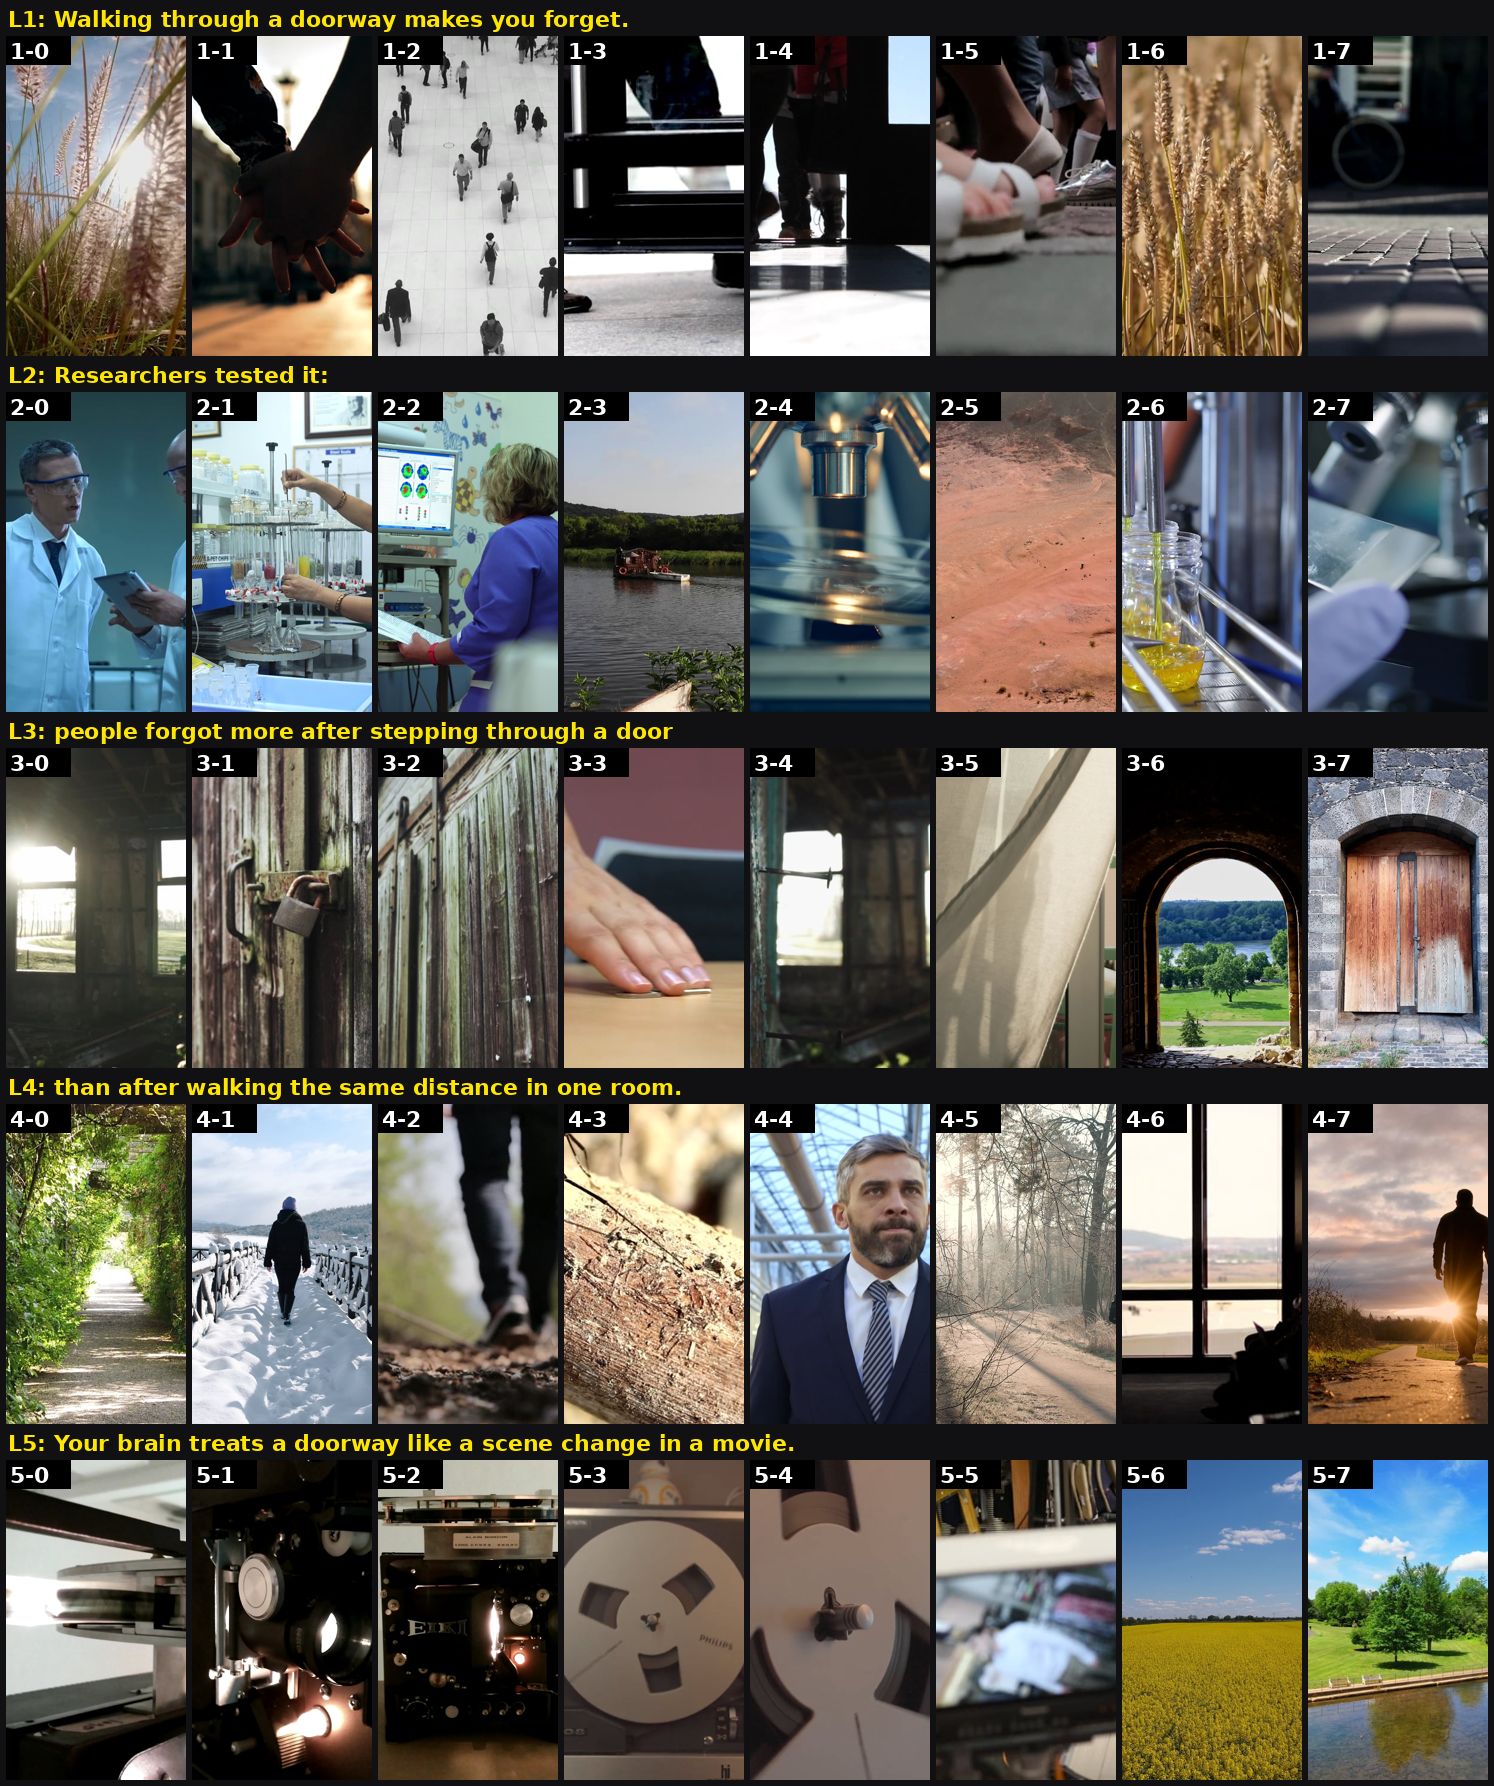 L1: Walking through a doorway makes you forget.
1-0 1-1 1-2 1-3 1-4 1-5 1-6 1-7
L2: Researchers tested it:
2-0 2-1 2-2 2-3 2-4 2-5 2-6 2-7
L3: people forgot more after stepping through a door
3-0 3-1 3-2 3-3 3-4 3-5 3-6 3-7
L4: than after walking the same distance in one room.
4-0 4-1 4-2 4-3 4-4 4-5 4-6 4-7
L5: Your brain treats a doorway like a scene change in a movie.
5-0 5-1 5-2 5-3 5-4 5-5 5-6 5-7
EIKI
PHILIPS